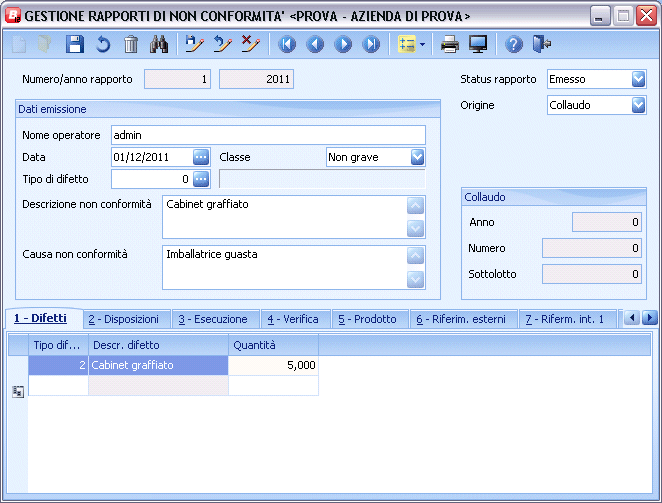 GESTIONE RAPPORTI DI NON CONFORMITA' <PROVA - AZIENDA DI PROVA>
Numero/anno rapporto 1 2011 Status rapporto Emesso
Origine Collaudo
Dati emissione
Nome operatore admin
Data 01/12/2011 Classe Non grave
Tipo di difetto 0
Descrizione non conformità Cabinet graffiato
Causa non conformità Imballatrice guasta
Collaudo
Anno 0
Numero 0
Sottolotto 0
1 - Difetti 2 - Disposizioni 3 - Esecuzione 4 - Verifica 5 - Prodotto 6 - Riferim. esterni 7 - Riferm. int. 1
Tipo dif... Descr. difetto Quantità
2 Cabinet graffiato 5,000